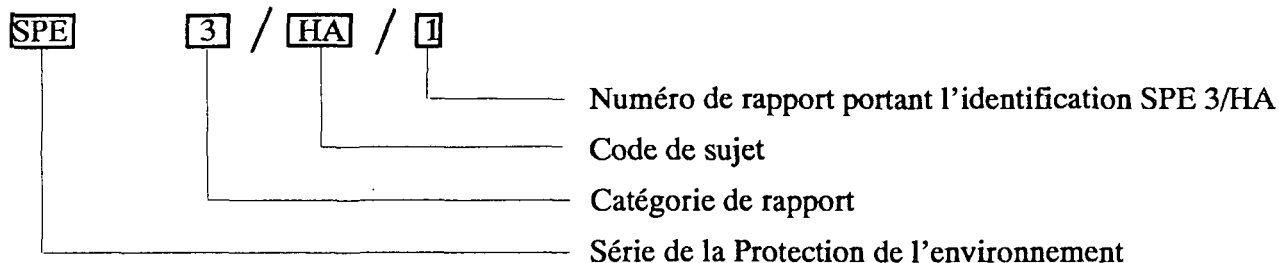 SPE 3 / HA / 1
Numéro de rapport portant l'identification SPE 3/HA
Code de sujet
Catégorie de rapport
Série de la Protection de l'environnement